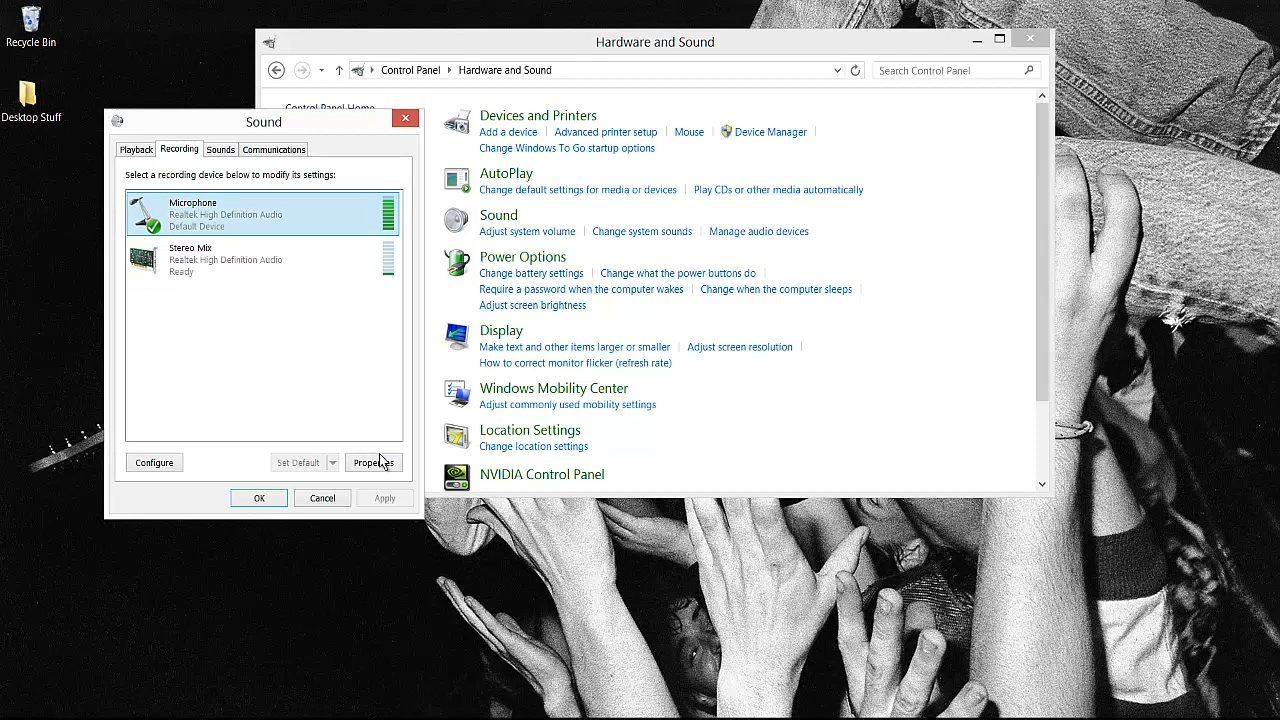 Recycle Bin
Desktop Stuff
Hardware and Sound
Control Panel Hardware and Sound
Search Control Panel
Control Panel Home
Devices and Printers
Add a device Advanced printer setup Mouse Device Manager
Change Windows To Go startup options
AutoPlay
Change default settings for media or devices Play CDs or other media automatically
Sound
Adjust system volume Change system sounds Manage audio devices
Power Options
Change battery settings Change what the power buttons do
Require a password when the computer wakes Change when the computer sleeps
Adjust screen brightness
Display
Make text and other items larger or smaller Adjust screen resolution
How to correct monitor flicker (refresh rate)
Windows Mobility Center
Adjust commonly used mobility settings
Location Settings
Change location settings
NVIDIA Control Panel
Sound
Playback Recording Sounds Communications
Select a recording device below to modify its settings:
Microphone
Realtek High Definition Audio
Default Device
Stereo Mix
Realtek High Definition Audio
Ready
Configure Set Default Properties
OK Cancel Apply